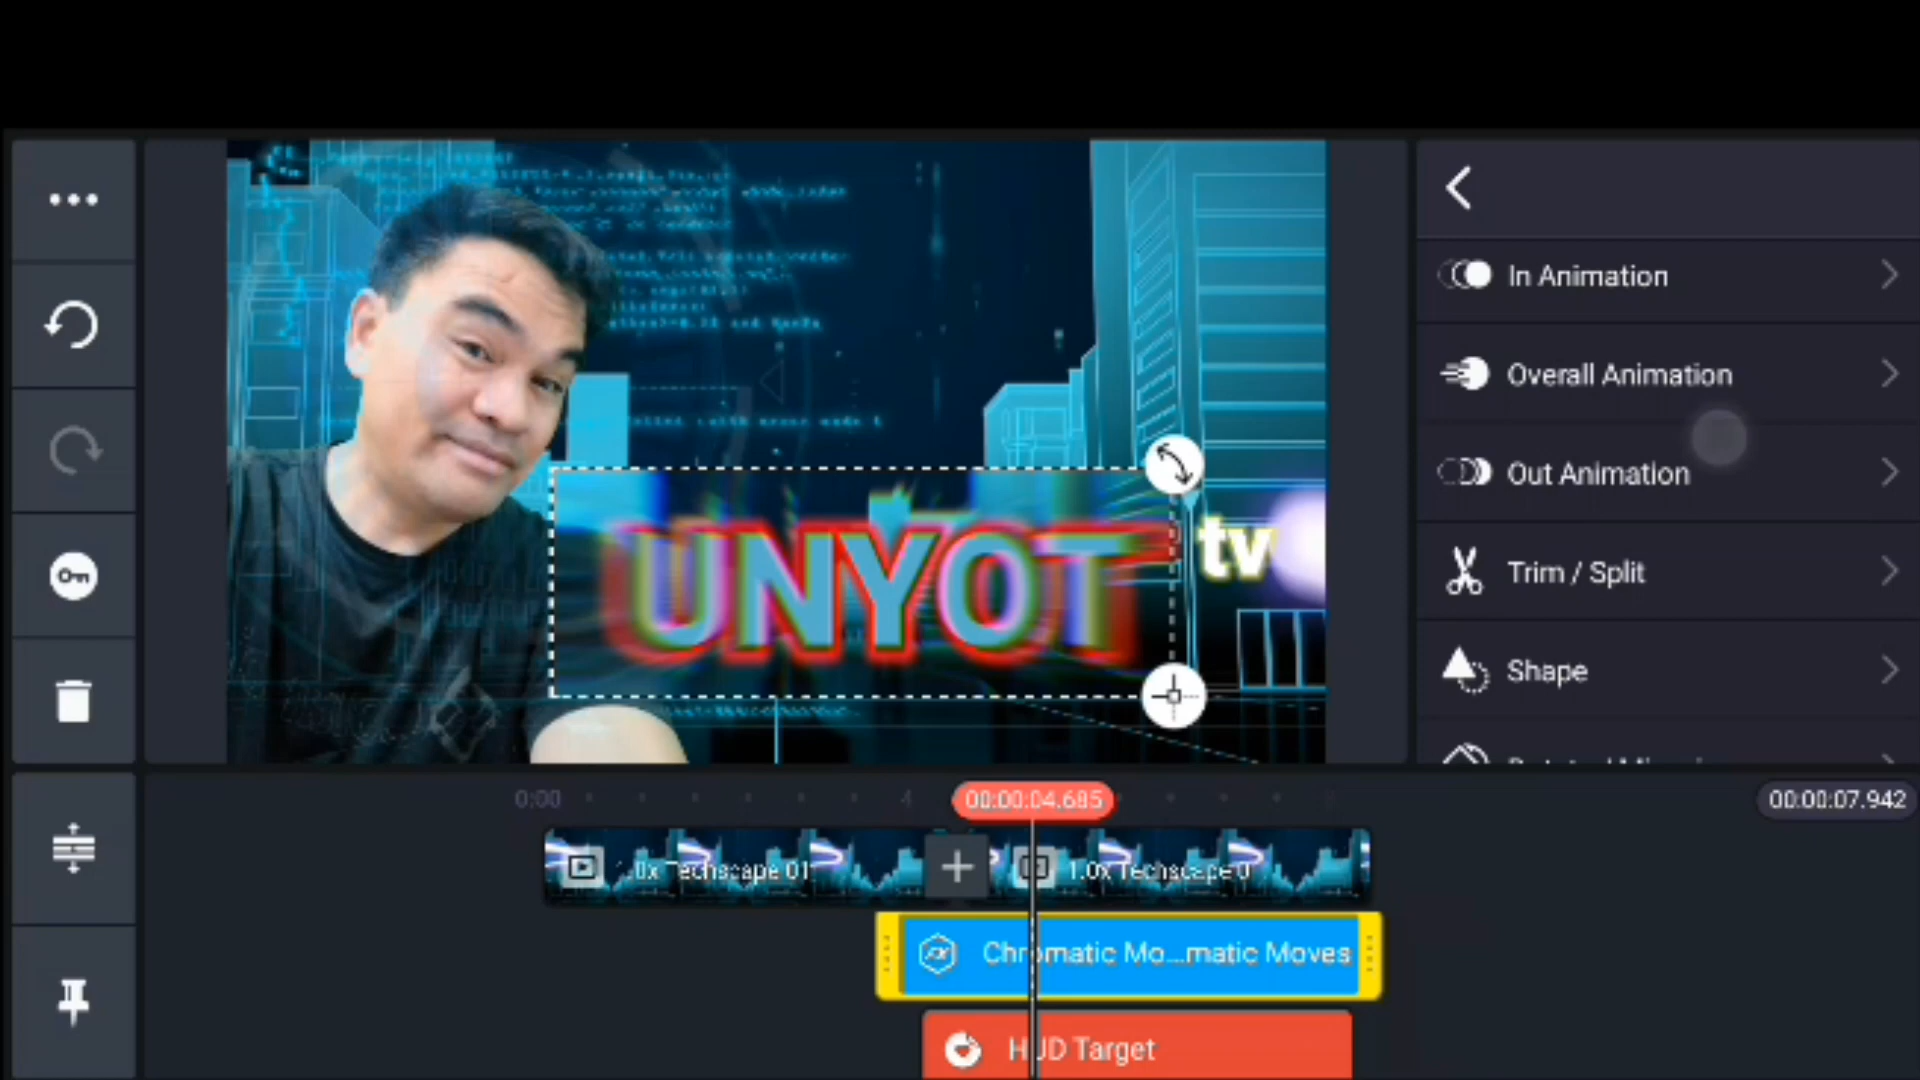 In Animation
Overall Animation
Out Animation
Trim / Split
Shape
UNYOT
tv
0:00
4
00:00:04.685
00:00:07.942
1.0x Techscape 0
Chromatic Mo...matic Moves
HUD Target